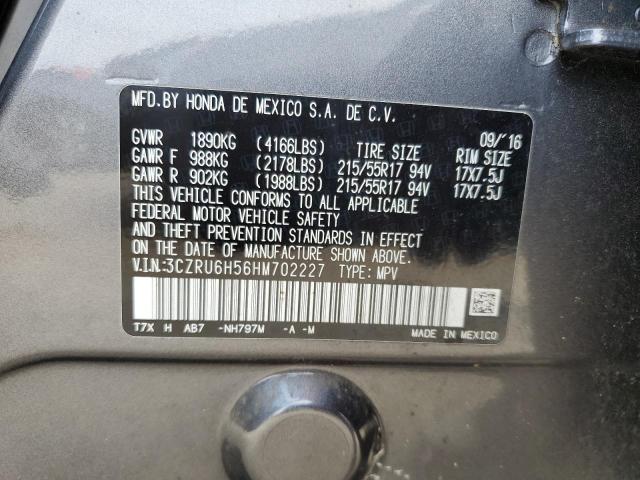 MFD.BY HONDA DE MEXICO S.A. DE C.V.
09/'16
GVWR 1890KG (4166LBS) TIRE SIZE RIM SIZE
GAWR F 988KG (2178LBS) 215/55R17 94V 17X7.5J
GAWR R 902KG (1988LBS) 215/55R17 94V 17X7.5J
THIS VEHICLE CONFORMS TO ALL APPLICABLE
FEDERAL MOTOR VEHICLE SAFETY
AND THEFT PREVENTION STANDARDS IN EFFECT
ON THE DATE OF MANUFACTURE SHOWN ABOVE.
V.I.N.:3CZRU6H56HM702227 TYPE: MPV
T7X H AB7 -NH797M -A -M MADE IN MEXICO